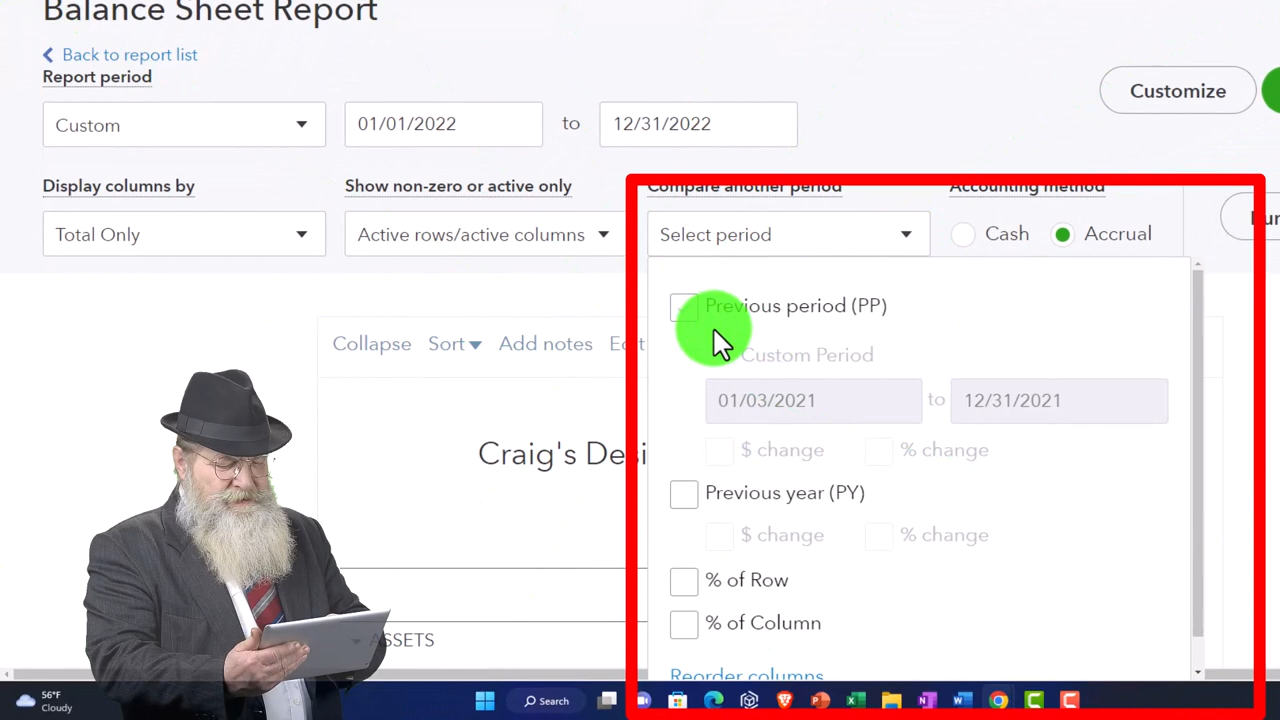 Balance Sheet Report
Back to report list
Report period
Customize
Custom
01/01/2022
to
12/31/2022
Display columns by
Show non-zero or active only
Compare another period
Accounting method
Total Only
Active rows/active columns
Select period
Cash
Accrual
Previous period (PP)
Collapse
Sort
Add notes
Custom Period
01/03/2021
to
12/31/2021
Craig's Desi
$ change
% change
Previous year (PY)
$ change
% change
% of Row
% of Column
ASSETS
Reorder columns
56°F
Cloudy
Search